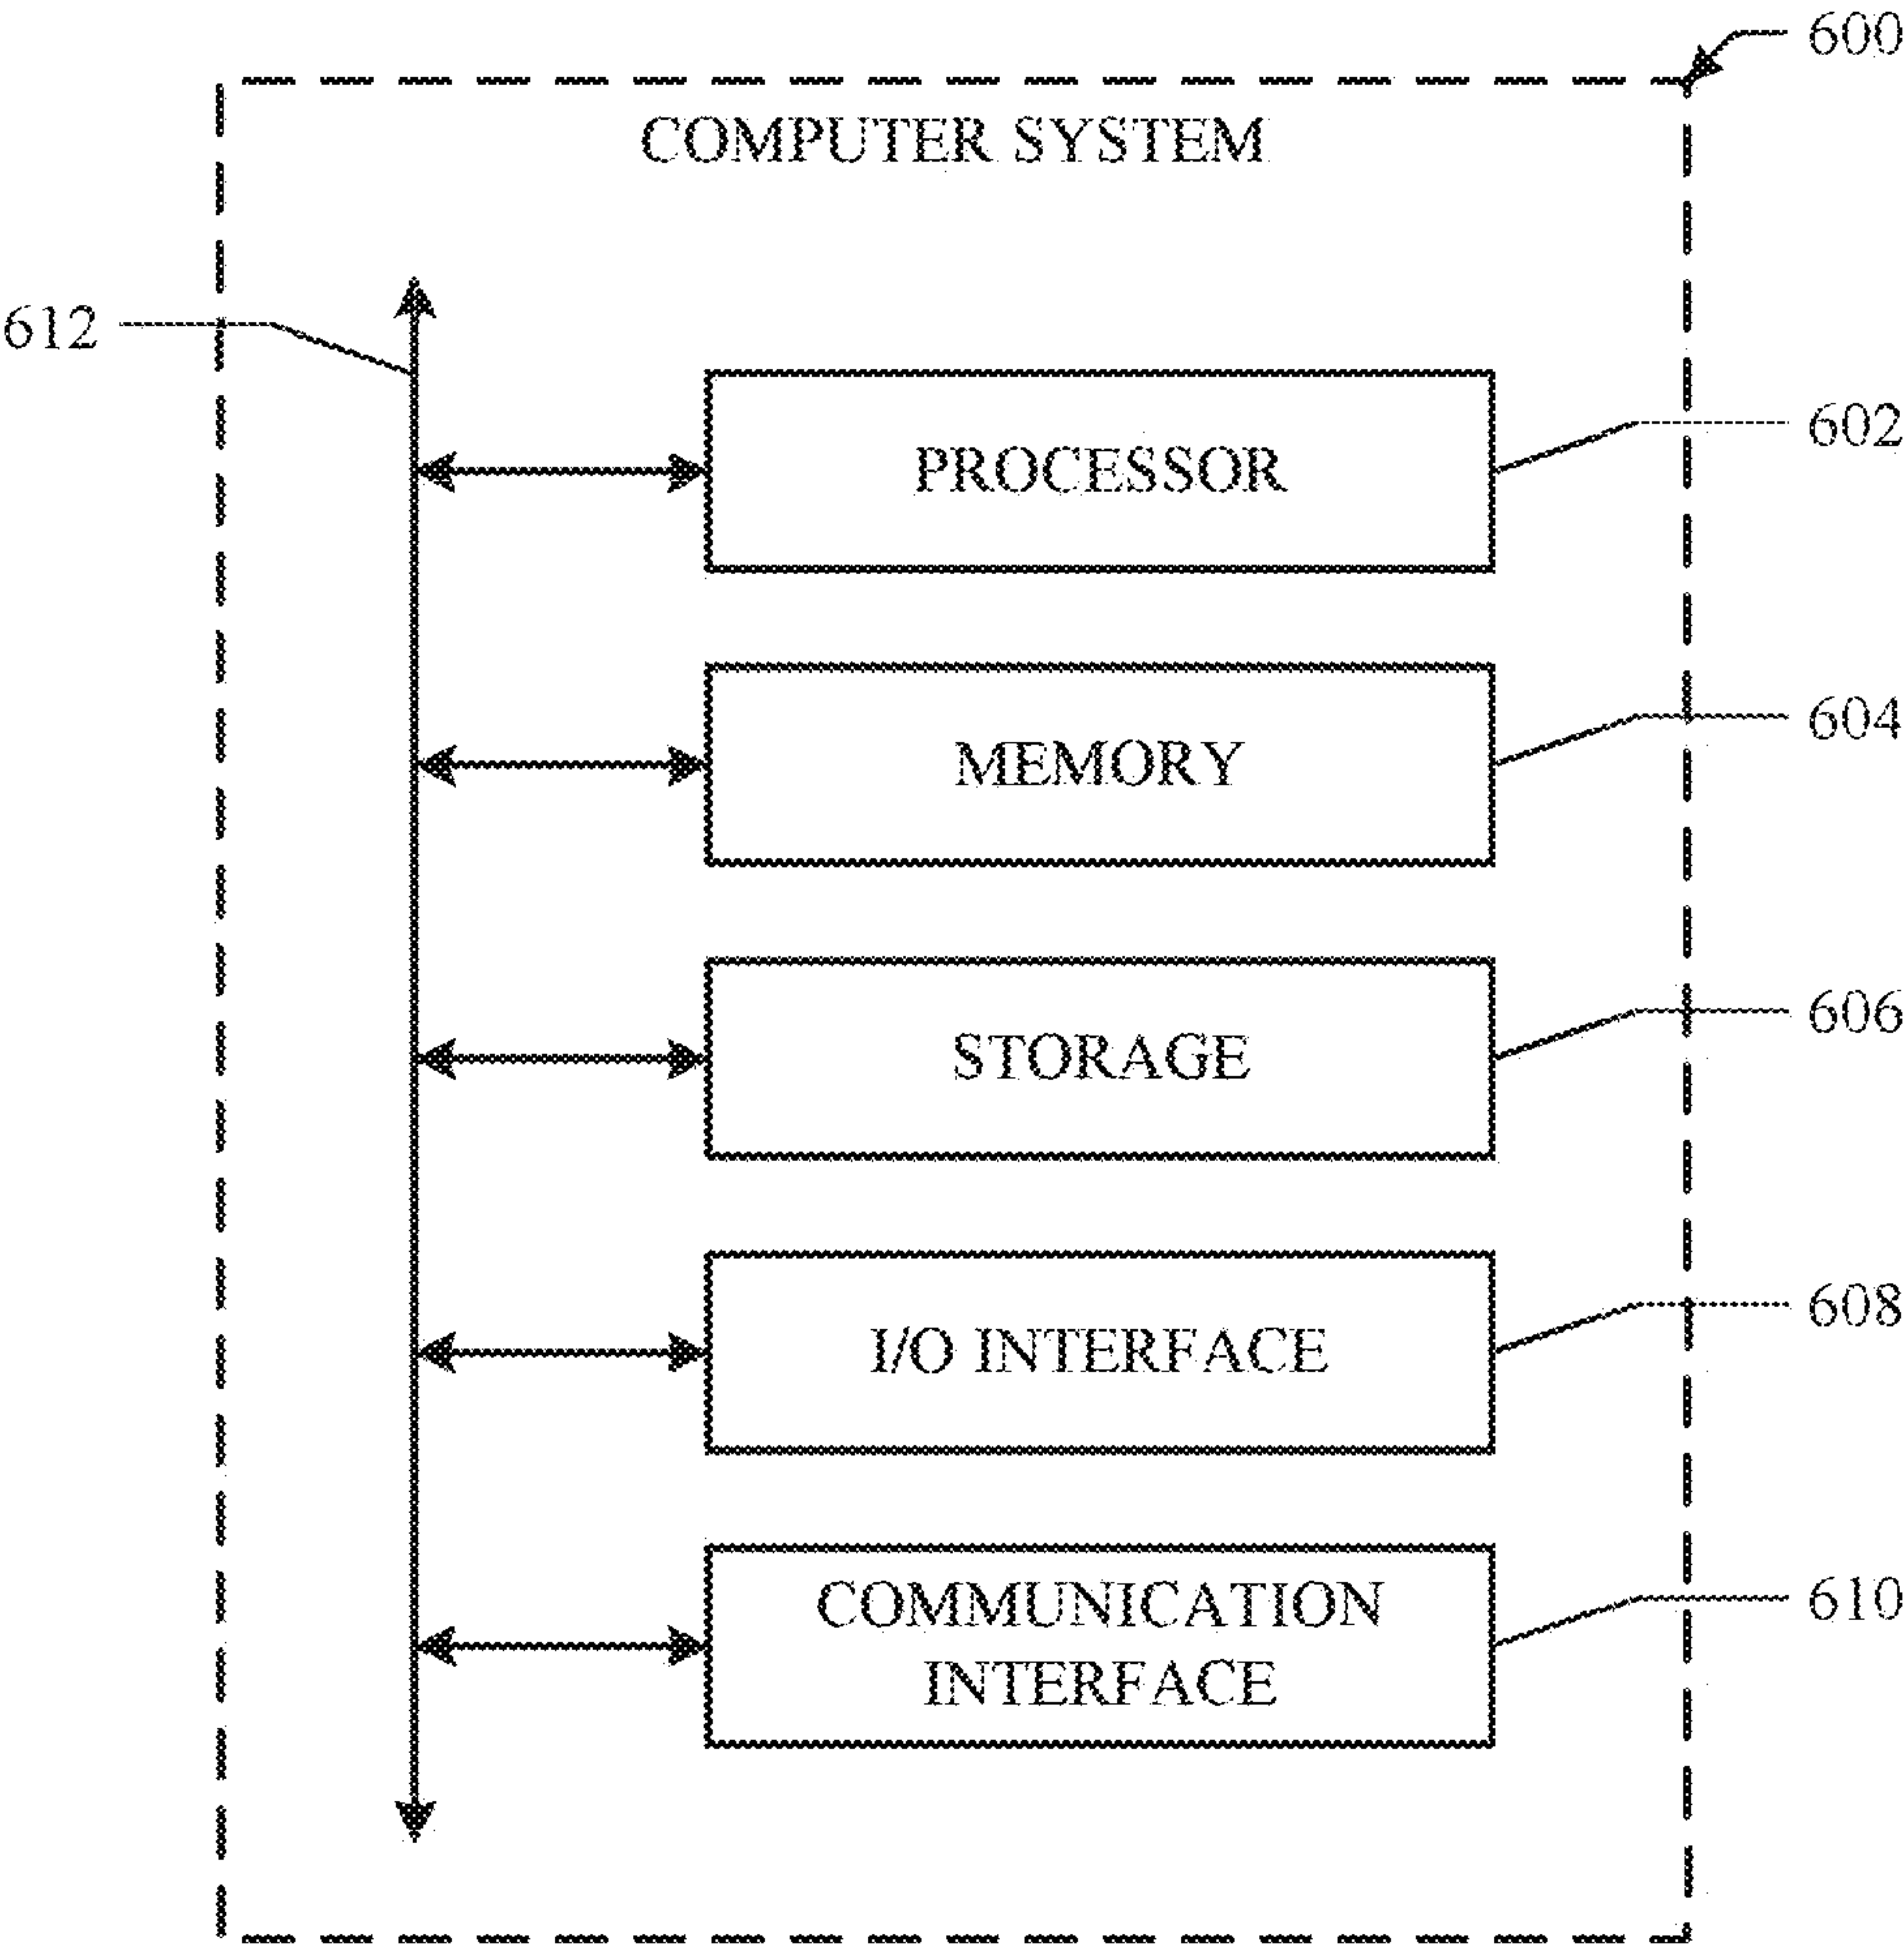 600
COMPUTER SYSTEM
612
602
PROCESSOR
604
MEMORY
606
STORAGE
608
I/O INTERFACE
610
COMMUNICATION
INTERFACE